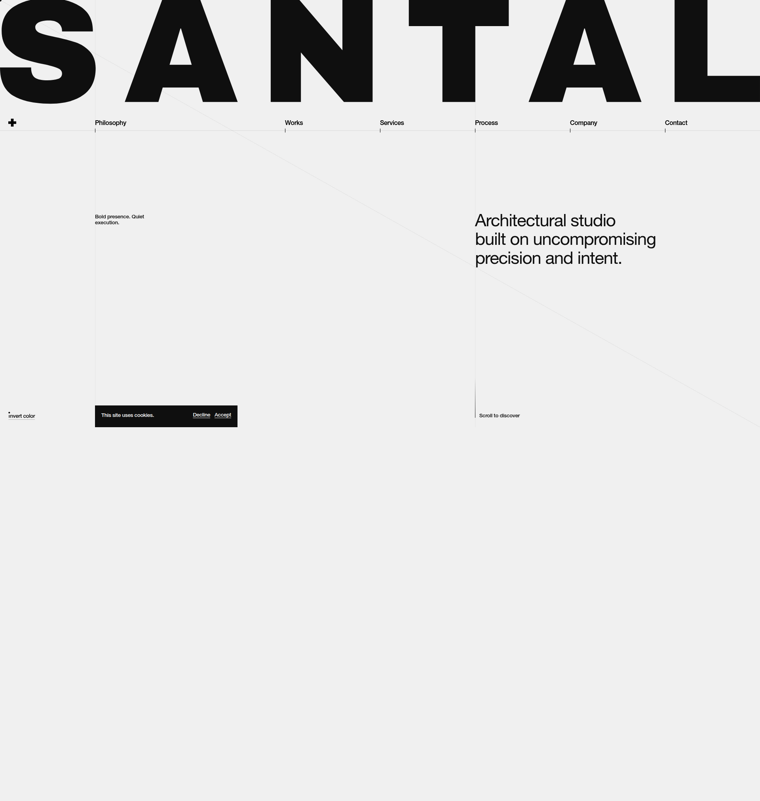 SANTAL
Philosophy
Works
Services
Process
Company
Contact
Bold presence. Quiet
execution.
Architectural studio
built on uncompromising
precision and intent.
invert color
This site uses cookies.
Decline
Accept
Scroll to discover